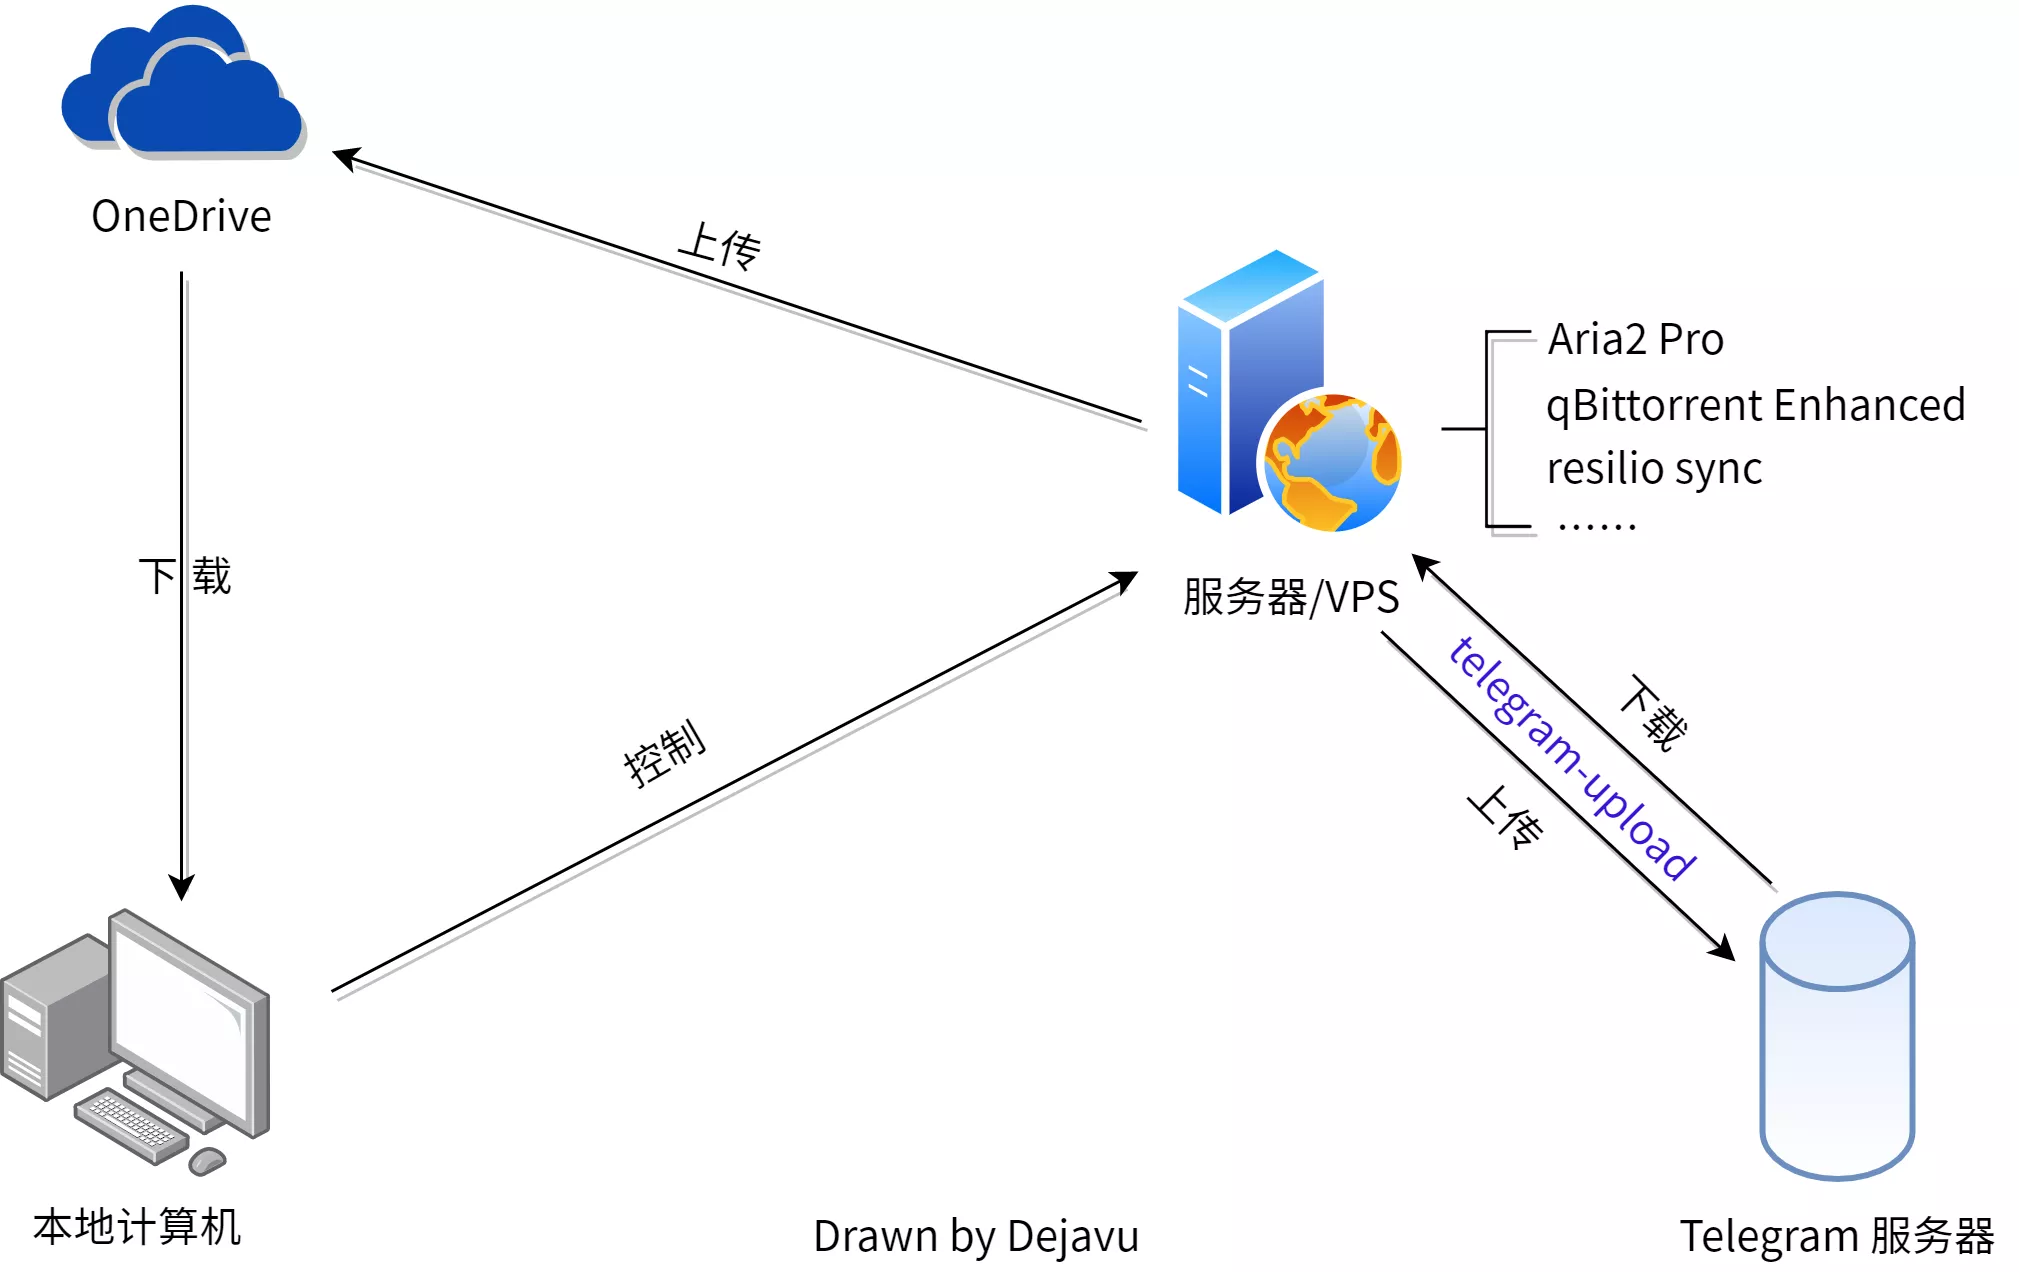 OneDrive
上传
Aria2 Pro
qBittorrent Enhanced
resilio sync
......
下载
服务器/VPS
telegram-upload
下载
控制
上传
本地计算机
Drawn by Dejavu
Telegram 服务器